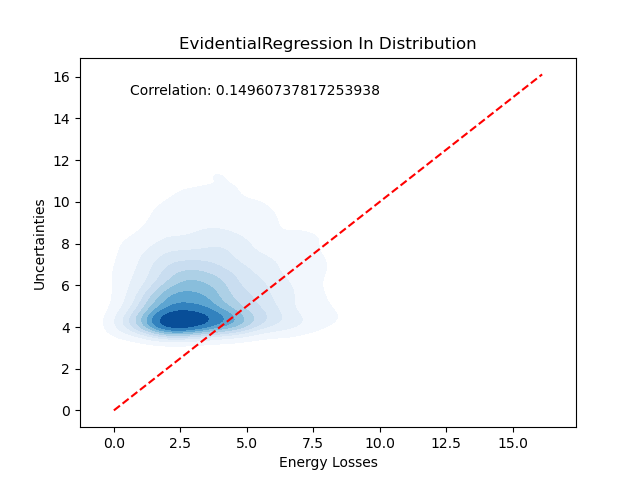 EvidentialRegression In Distribution
Correlation: 0.14960737817253938
16
14
12
10
8
6
4
2
0
Uncertainties
0.0 2.5 5.0 7.5 10.0 12.5 15.0
Energy Losses